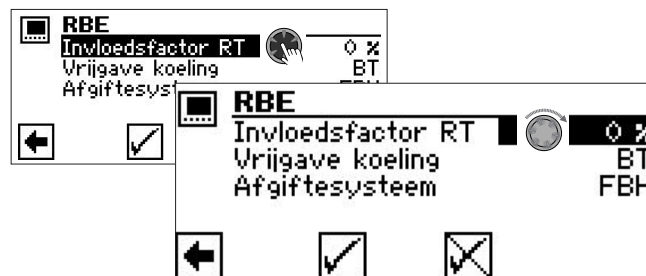 RBE
Invloedsfactor RT 0 %
Vrijgave koeling BT
Afgiftesyst
RBE
Invloedsfactor RT 0 %
Vrijgave koeling BT
Afgiftesysteem FBH